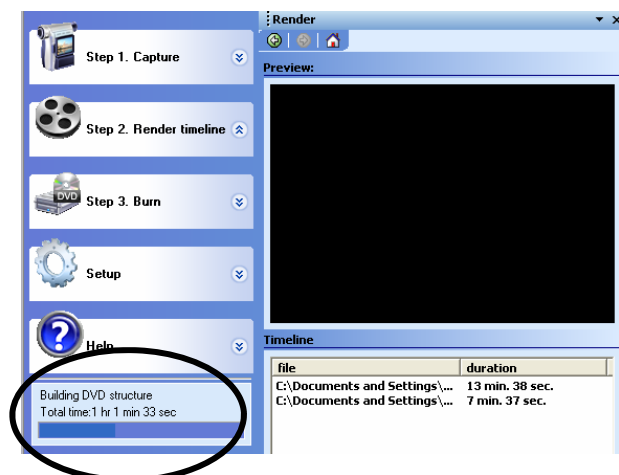 Step 1. Capture
Step 2. Render timeline
DVD
Step 3. Burn
Setup
Help
Building DVD structure
Total time:1 hr 1 min 33 sec
Render
Preview:
Timeline
file duration
C:\Documents and Settings\... 13 min. 38 sec.
C:\Documents and Settings\... 7 min. 37 sec.